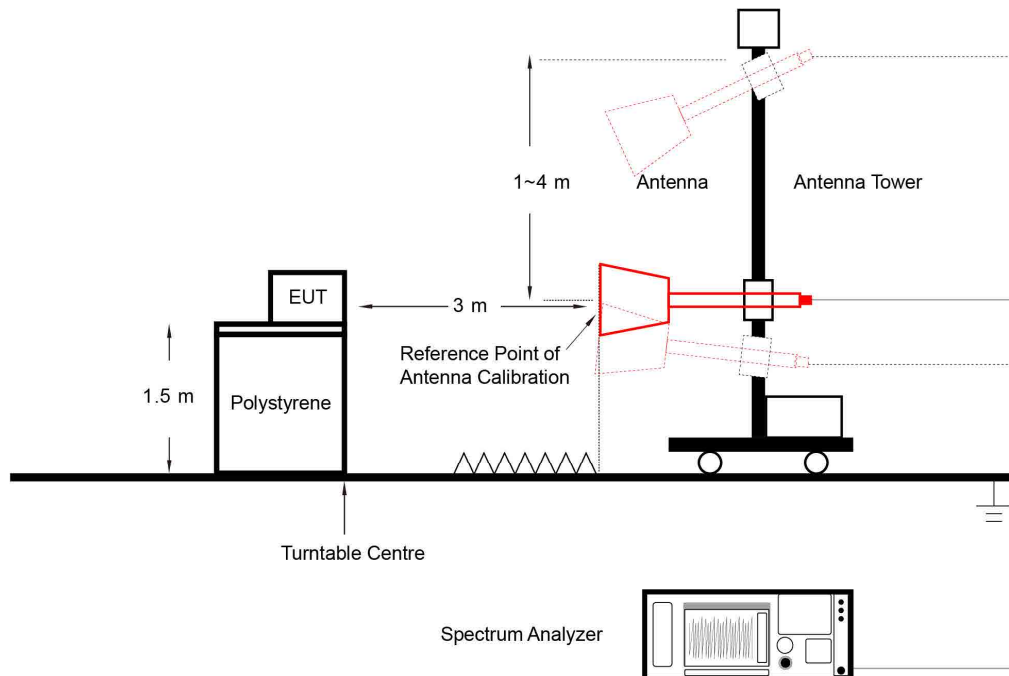 1~4 m
Antenna
Antenna Tower
EUT
3 m
Reference Point of
Antenna Calibration
1.5 m
Polystyrene
Turntable Centre
Spectrum Analyzer